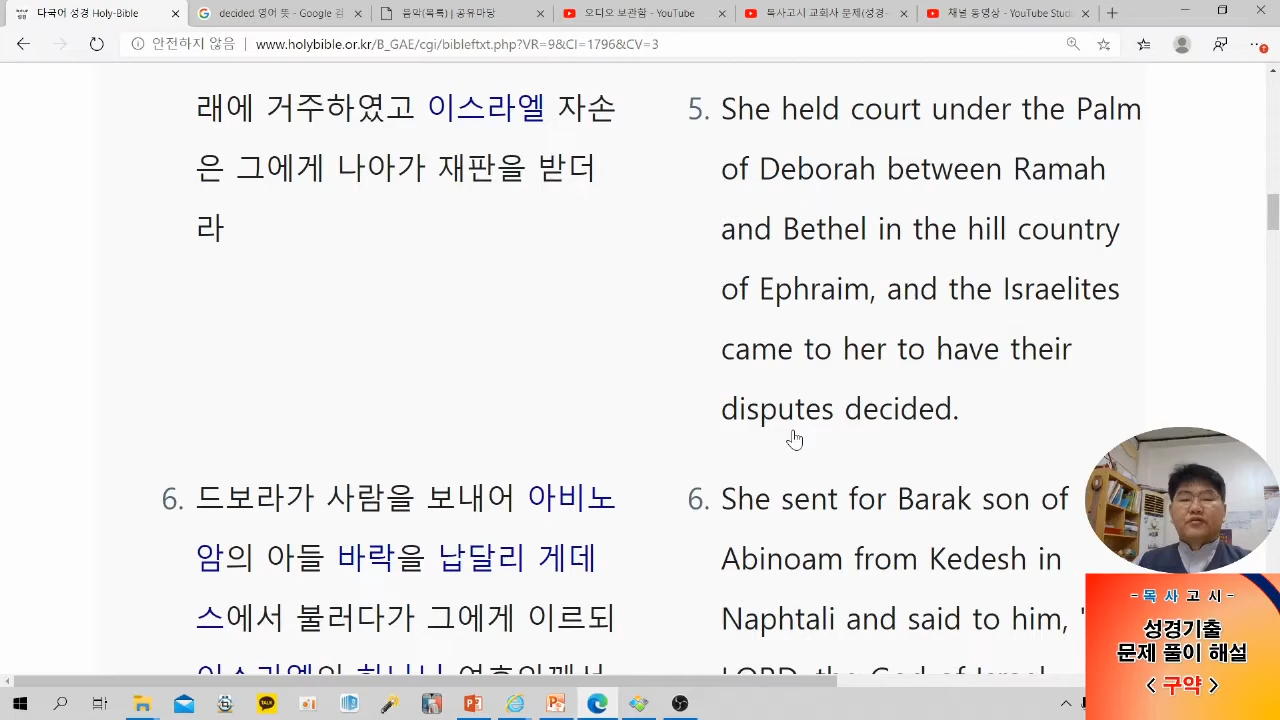 다국어 성경 Holy-Bible
decided 영어 뜻 - Google 검
음악(목록) | 공유마당
오디오 보관함 - YouTube
목사고시 교회사 문제(성경-
채널 동영상 - YouTube Stud
안전하지 않음
www.holybible.or.kr/B_GAE/cgi/bibleftxt.php?VR=9&CI=1796&CV=3
래에 거주하였고 이스라엘 자손
은 그에게 나아가 재판을 받더
라
5. She held court under the Palm
of Deborah between Ramah
and Bethel in the hill country
of Ephraim, and the Israelites
came to her to have their
disputes decided.
6. 드보라가 사람을 보내어 아비노
암의 아들 바락을 납달리 게데
스에서 불러다가 그에게 이르되
6. She sent for Barak son of
Abinoam from Kedesh in
Naphtali and said to him, "
LORD, the God of Israel
- 목 사 고 시 -
성경기출
문제 풀이 해설
< 구약 >